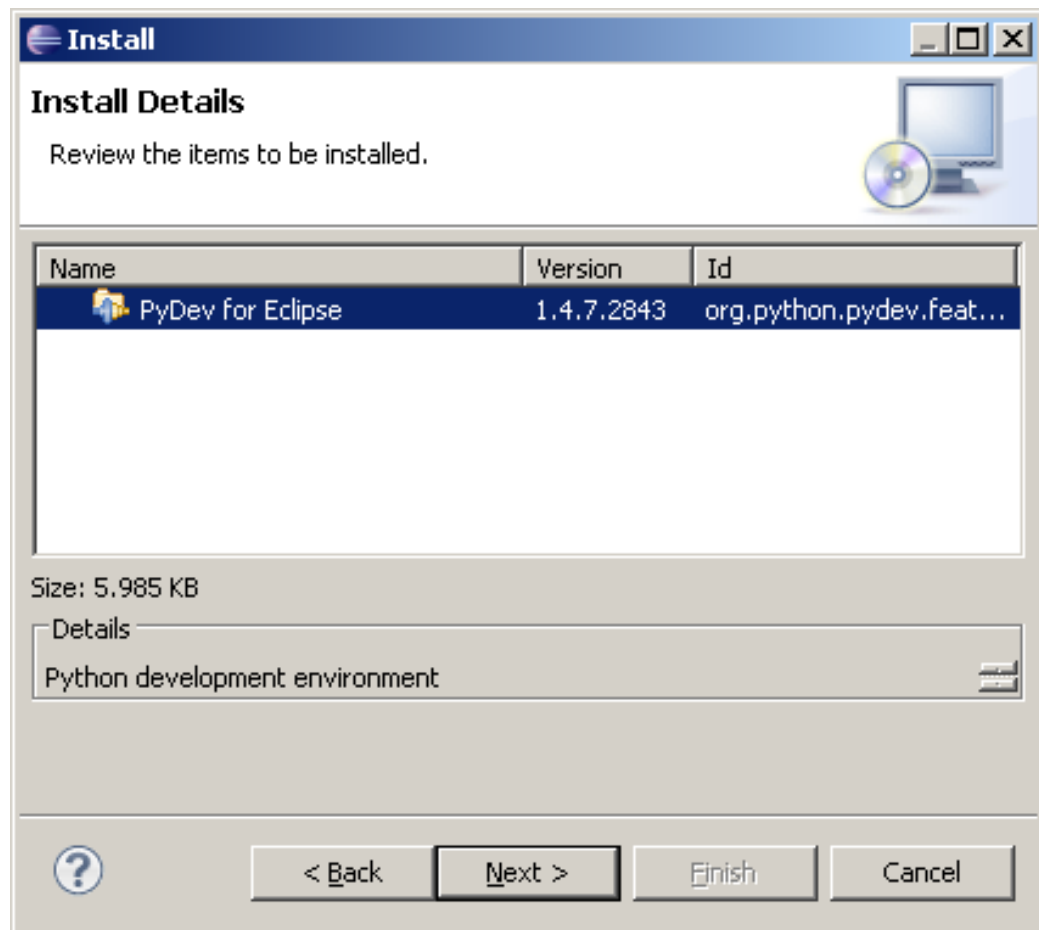 Install
Install Details
Review the items to be installed.
Name Version Id
PyDev for Eclipse 1.4.7.2843 org.python.pydev.feat...
Size: 5.985 KB
Details
Python development environment
? < Back Next > Finish Cancel